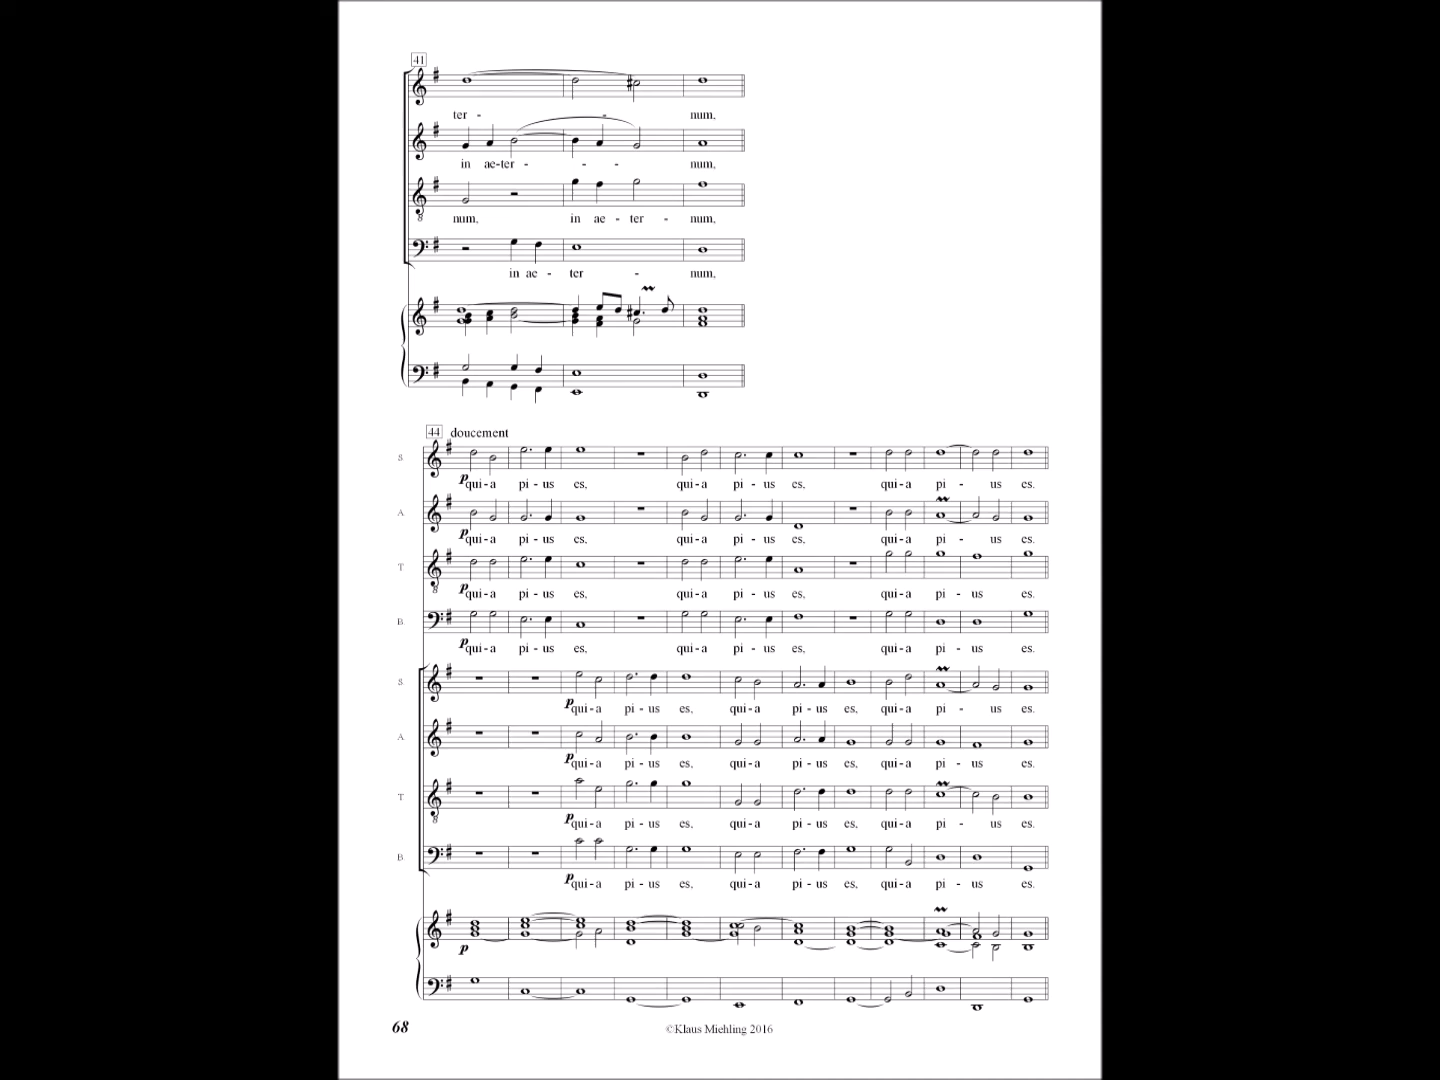 41
ter - - num,
in ae-ter - - - num,
num, in ae - ter - num,
in ae - ter - num,
44 doucement
S
p qui-a pi - us es, qui-a pi - us es, qui-a pi - us es.
A
p qui-a pi - us es, qui-a pi - us es, qui-a pi - us es.
T
p qui-a pi - us es, qui-a pi - us es, qui-a pi - us es.
8
B
p qui-a pi - us es, qui-a pi - us es, qui-a pi - us es.
S
p qui-a pi - us es, qui-a pi - us es, qui-a pi - us es.
A
p qui-a pi - us es, qui-a pi - us es, qui-a pi - us es.
T
p qui-a pi - us es, qui-a pi - us es, qui-a pi - us es.
8
B
p qui-a pi - us es, qui-a pi - us es, qui-a pi - us es.
p
68 ©Klaus Miehling 2016